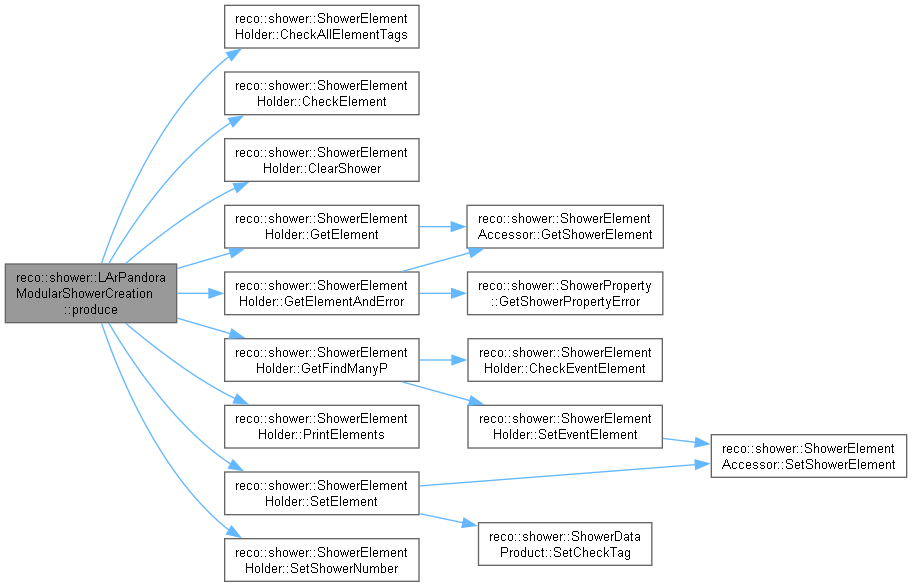 reco::shower::ShowerElement
Holder::CheckAllElementTags
reco::shower::ShowerElement
Holder::CheckElement
reco::shower::ShowerElement
Holder::ClearShower
reco::shower::ShowerElement
Holder::GetElement
reco::shower::ShowerElement
Accessor::GetShowerElement
reco::shower::LArPandora
ModularShowerCreation
::produce
reco::shower::ShowerElement
Holder::GetElementAndError
reco::shower::ShowerProperty
::GetShowerPropertyError
reco::shower::ShowerElement
Holder::GetFindManyP
reco::shower::ShowerElement
Holder::CheckEventElement
reco::shower::ShowerElement
Holder::PrintElements
reco::shower::ShowerElement
Holder::SetEventElement
reco::shower::ShowerElement
Accessor::SetShowerElement
reco::shower::ShowerElement
Holder::SetElement
reco::shower::ShowerData
Product::SetCheckTag
reco::shower::ShowerElement
Holder::SetShowerNumber